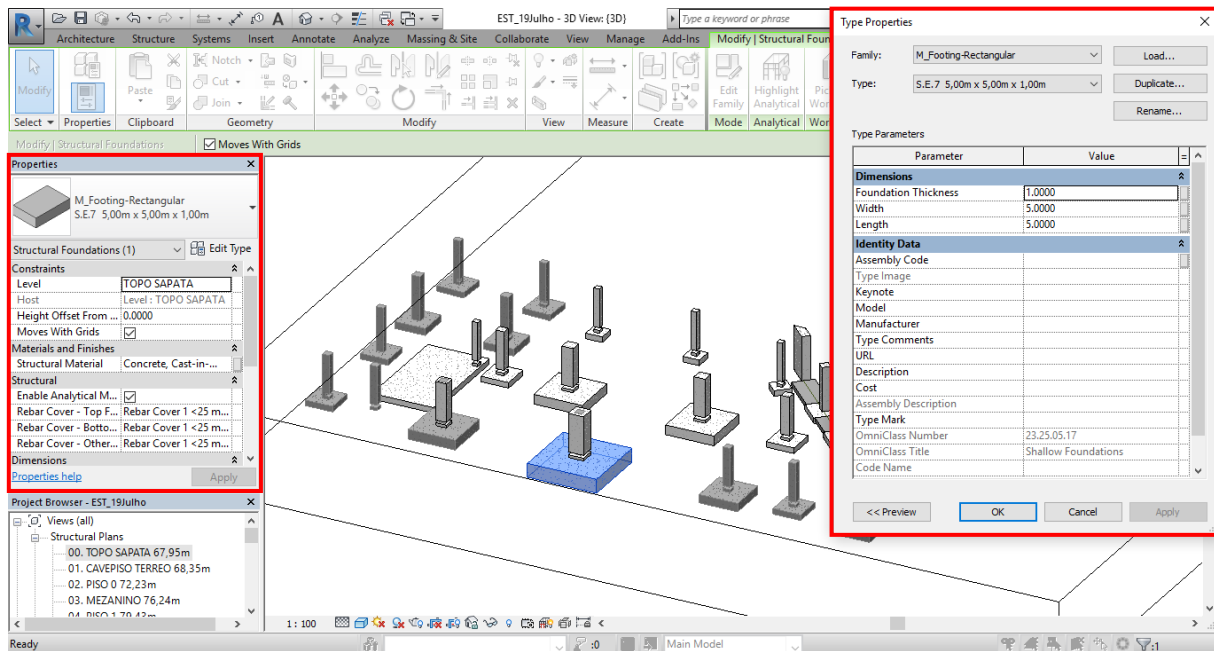 EST_19Julho - 3D View: {3D}
Type a keyword or phrase
Architecture Structure Systems Insert Annotate Analyze Massing & Site Collaborate View Manage Add-Ins Modify | Structural Foun
Modify
Paste
Notch
Cut
Join
Edit Family
Highlight Analytical
Select Properties Clipboard Geometry Modify View Measure Create Mode Analytical
Modify | Structural Foundations
Moves With Grids
Properties
M_Footing-Rectangular
S.E.7 5,00m x 5,00m x 1,00m
Structural Foundations (1)
Edit Type
Constraints
Level TOPO SAPATA
Host Level : TOPO SAPATA
Height Offset From ... 0.0000
Moves With Grids
Materials and Finishes
Structural Material Concrete, Cast-in-...
Structural
Enable Analytical M...
Rebar Cover - Top F... Rebar Cover 1 <25 m...
Rebar Cover - Botto... Rebar Cover 1 <25 m...
Rebar Cover - Other... Rebar Cover 1 <25 m...
Dimensions
Properties help
Apply
Project Browser - EST_19Julho
Views (all)
Structural Plans
00. TOPO SAPATA 67,95m
01. CAVEPISO TERREO 68,35m
02. PISO 0 72,23m
03. MEZANINO 76,24m
04. PISO 1 79,43m
1 : 100
Ready
:0
Main Model
:1
Type Properties
Family: M_Footing-Rectangular
Load...
Type: S.E.7 5,00m x 5,00m x 1,00m
Duplicate...
Rename...
Type Parameters
Parameter Value =
Dimensions
Foundation Thickness 1.0000
Width 5.0000
Length 5.0000
Identity Data
Assembly Code
Type Image
Keynote
Model
Manufacturer
Type Comments
URL
Description
Cost
Assembly Description
Type Mark
OmniClass Number 23.25.05.17
OmniClass Title Shallow Foundations
Code Name
<< Preview
OK
Cancel
Apply